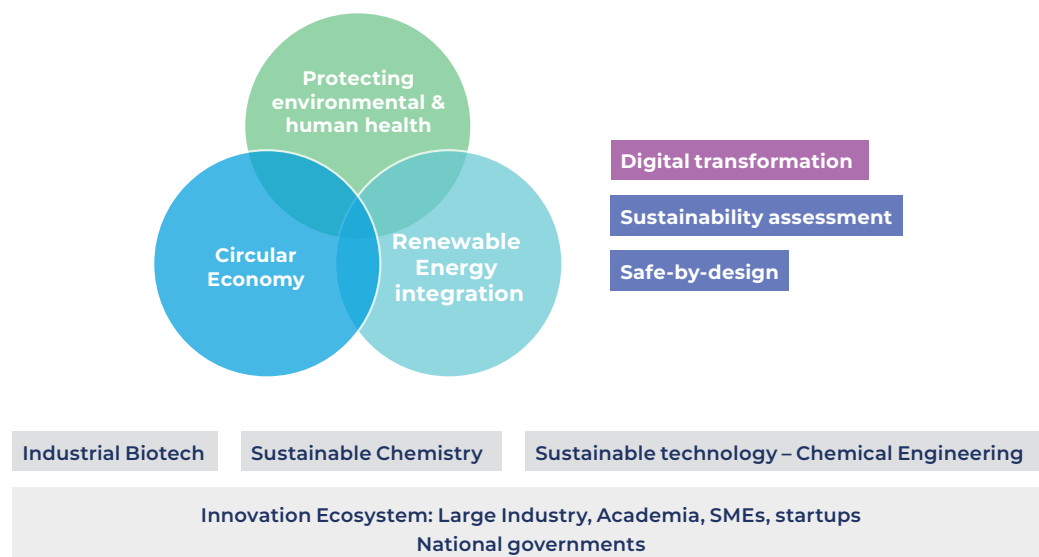 Protecting
environmental &
human health
Circular
Economy
Renewable
Energy
integration
Digital transformation
Sustainability assessment
Safe-by-design
Industrial Biotech
Sustainable Chemistry
Sustainable technology – Chemical Engineering
Innovation Ecosystem: Large Industry, Academia, SMEs, startups
National governments